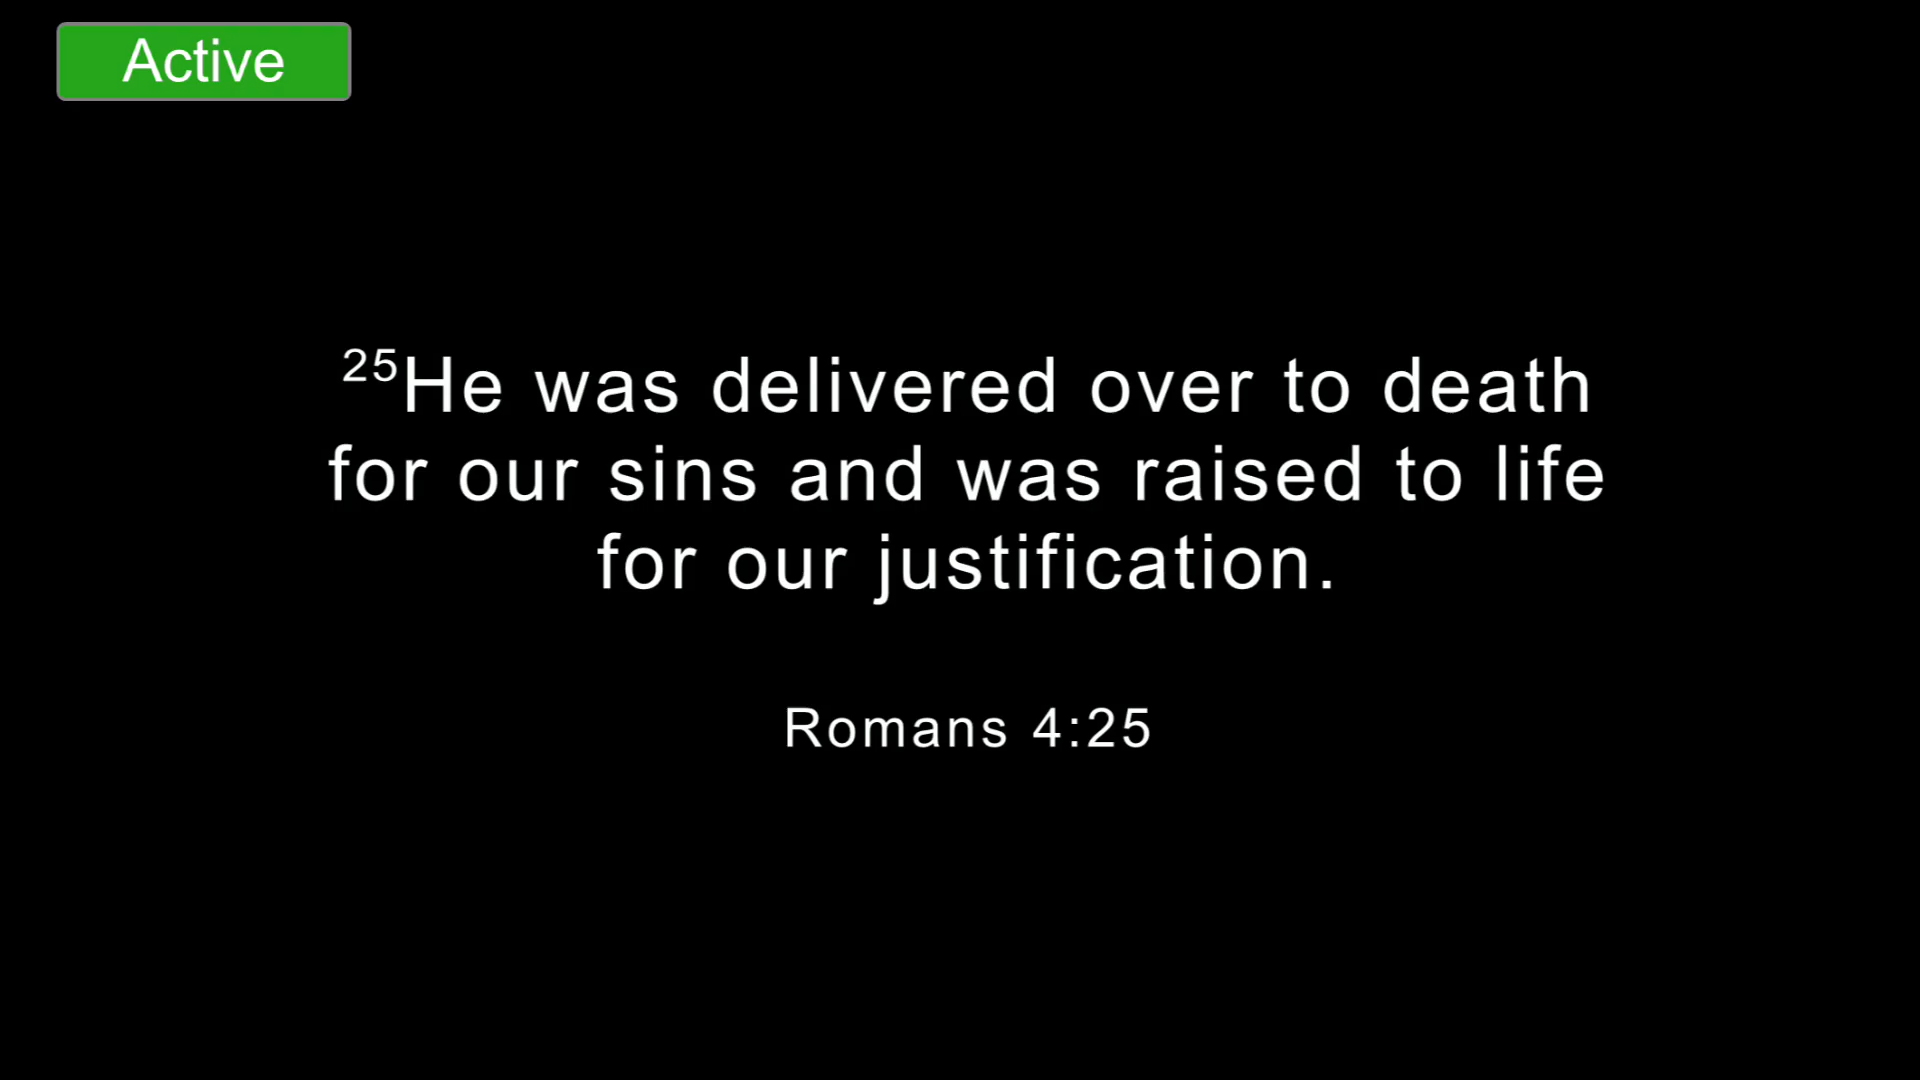 Active
25He was delivered over to death
for our sins and was raised to life
for our justification.
Romans 4:25